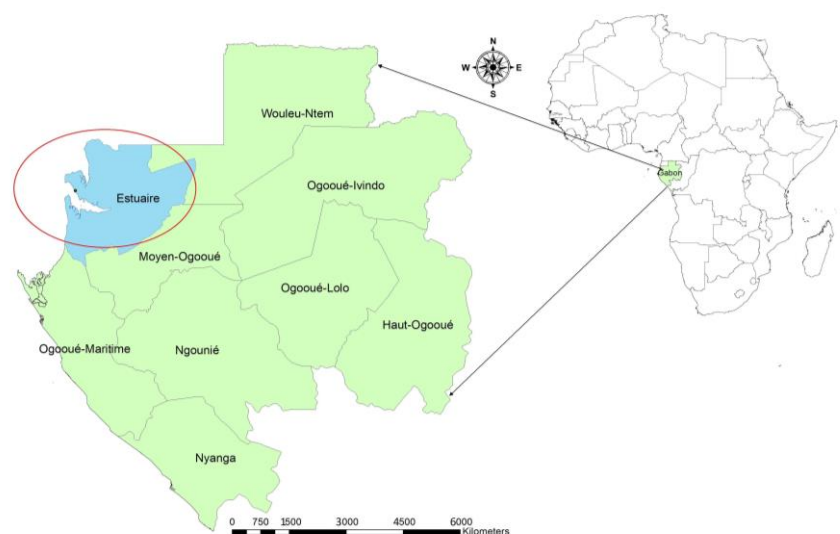 N
W E
S
Wouleu-Ntem
Estuaire
Ogooué-Ivindo
Gabon
Moyen-Ogooué
Ogooué-Lolo
Haut-Ogooué
Ogooué-Maritime
Ngounié
Nyanga
0 750 1500 3000 4500 6000
Kilometers